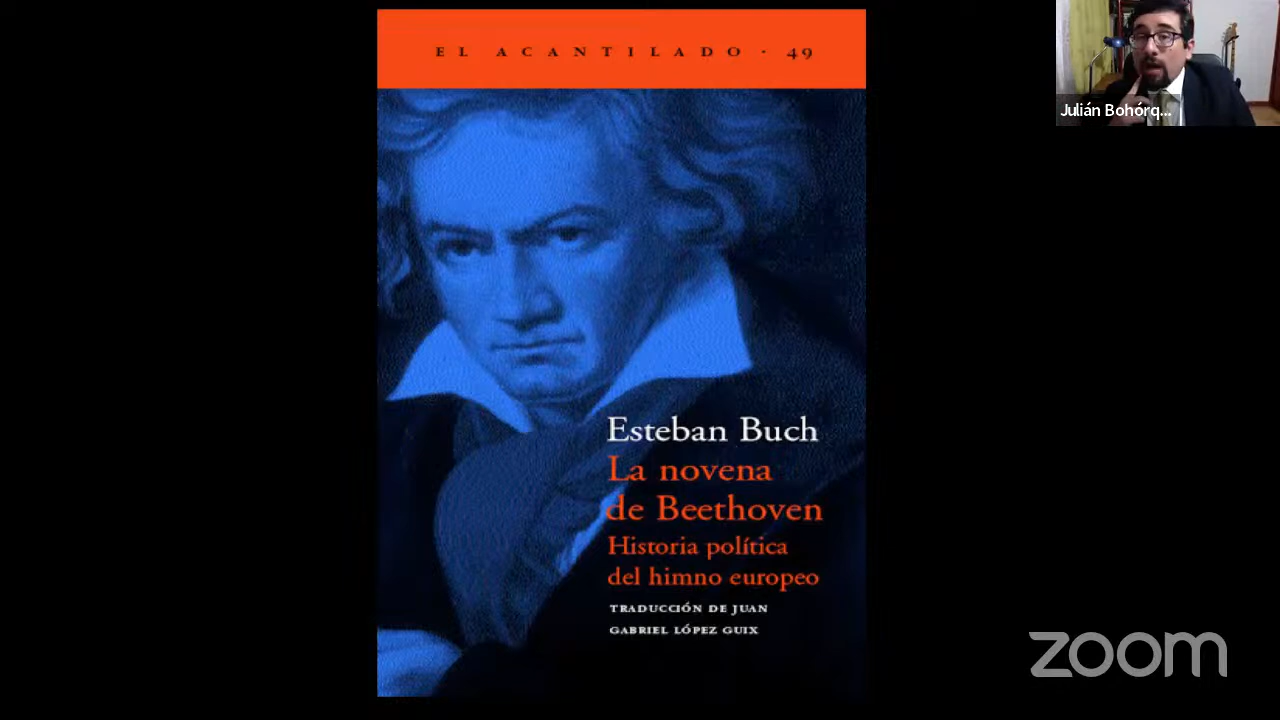 EL ACANTILADO · 49
Esteban Buch
La novena
de Beethoven
Historia política
del himno europeo
TRADUCCIÓN DE JUAN
GABRIEL LÓPEZ GUIX
Julián Bohórq...
zoom